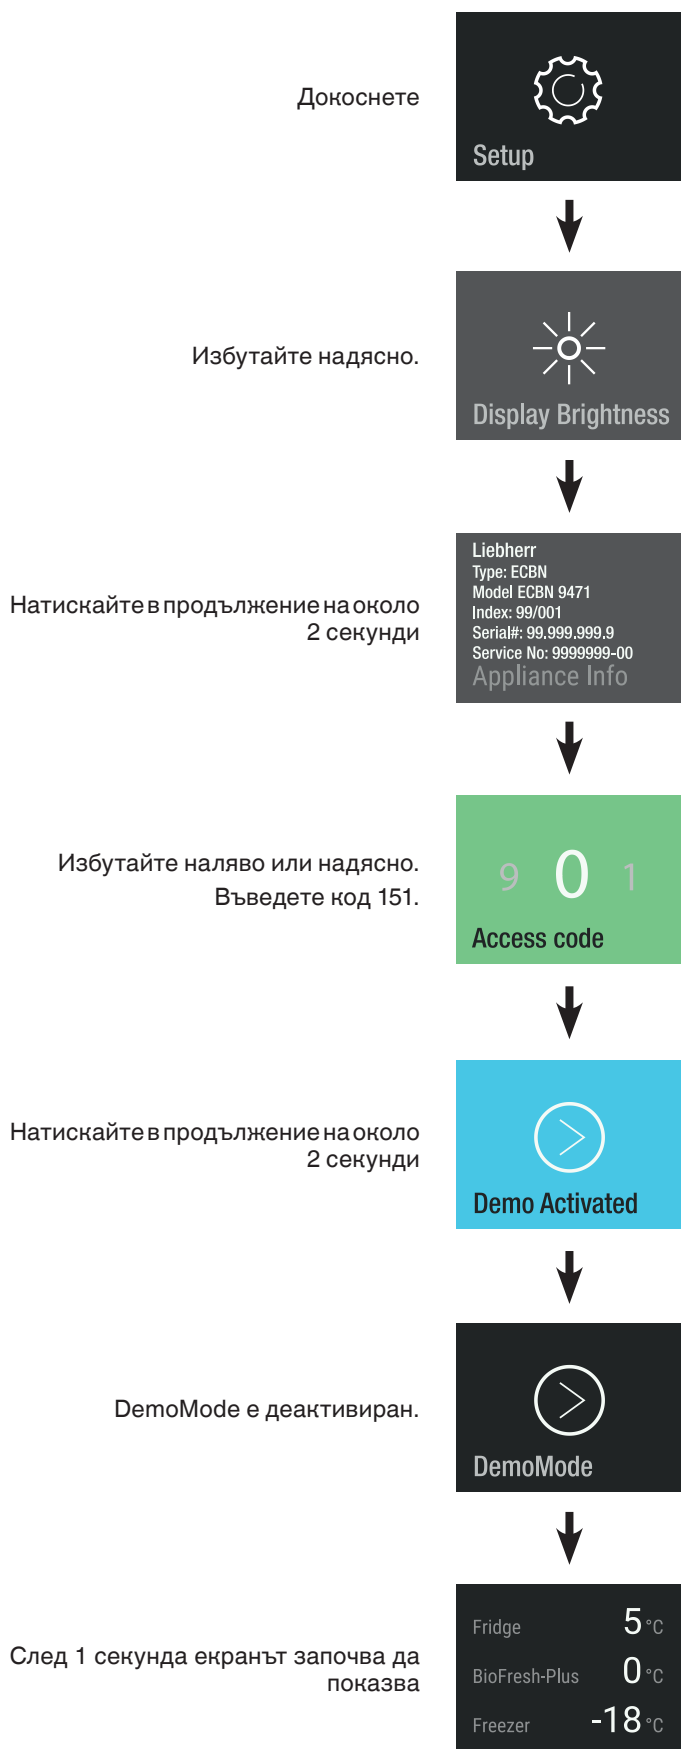 Докоснете
Setup
Избутайте надясно.
Display Brightness
Натискайте в продължение на около
2 секунди
Liebherr
Type: ECBN
Model ECBN 9471
Index: 99/001
Serial#: 99.999.999.9
Service No: 9999999-00
Appliance Info
Избутайте наляво или надясно.
Въведете код 151.
9 0 1
Access code
Натискайте в продължение на около
2 секунди
Demo Activated
DemoMode е деактивиран.
DemoMode
След 1 секунда екранът започва да
показва
Fridge 5 °C
BioFresh-Plus 0 °C
Freezer -18 °C